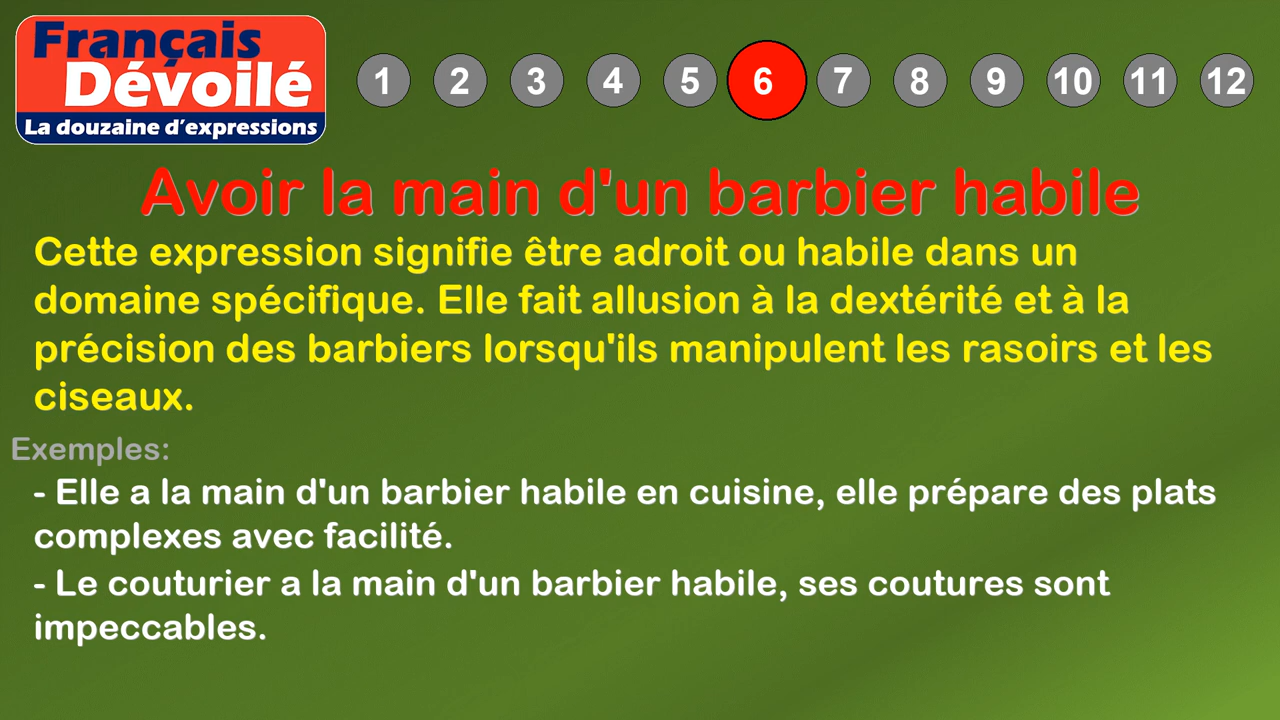 Français
Dévoilé
La douzaine d'expressions
1 2 3 4 5 6 7 8 9 10 11 12
Avoir la main d'un barbier habile
Cette expression signifie être adroit ou habile dans un
domaine spécifique. Elle fait allusion à la dextérité et à la
précision des barbiers lorsqu'ils manipulent les rasoirs et les
ciseaux.
Exemples:
- Elle a la main d'un barbier habile en cuisine, elle prépare des plats
complexes avec facilité.
- Le couturier a la main d'un barbier habile, ses coutures sont
impeccables.